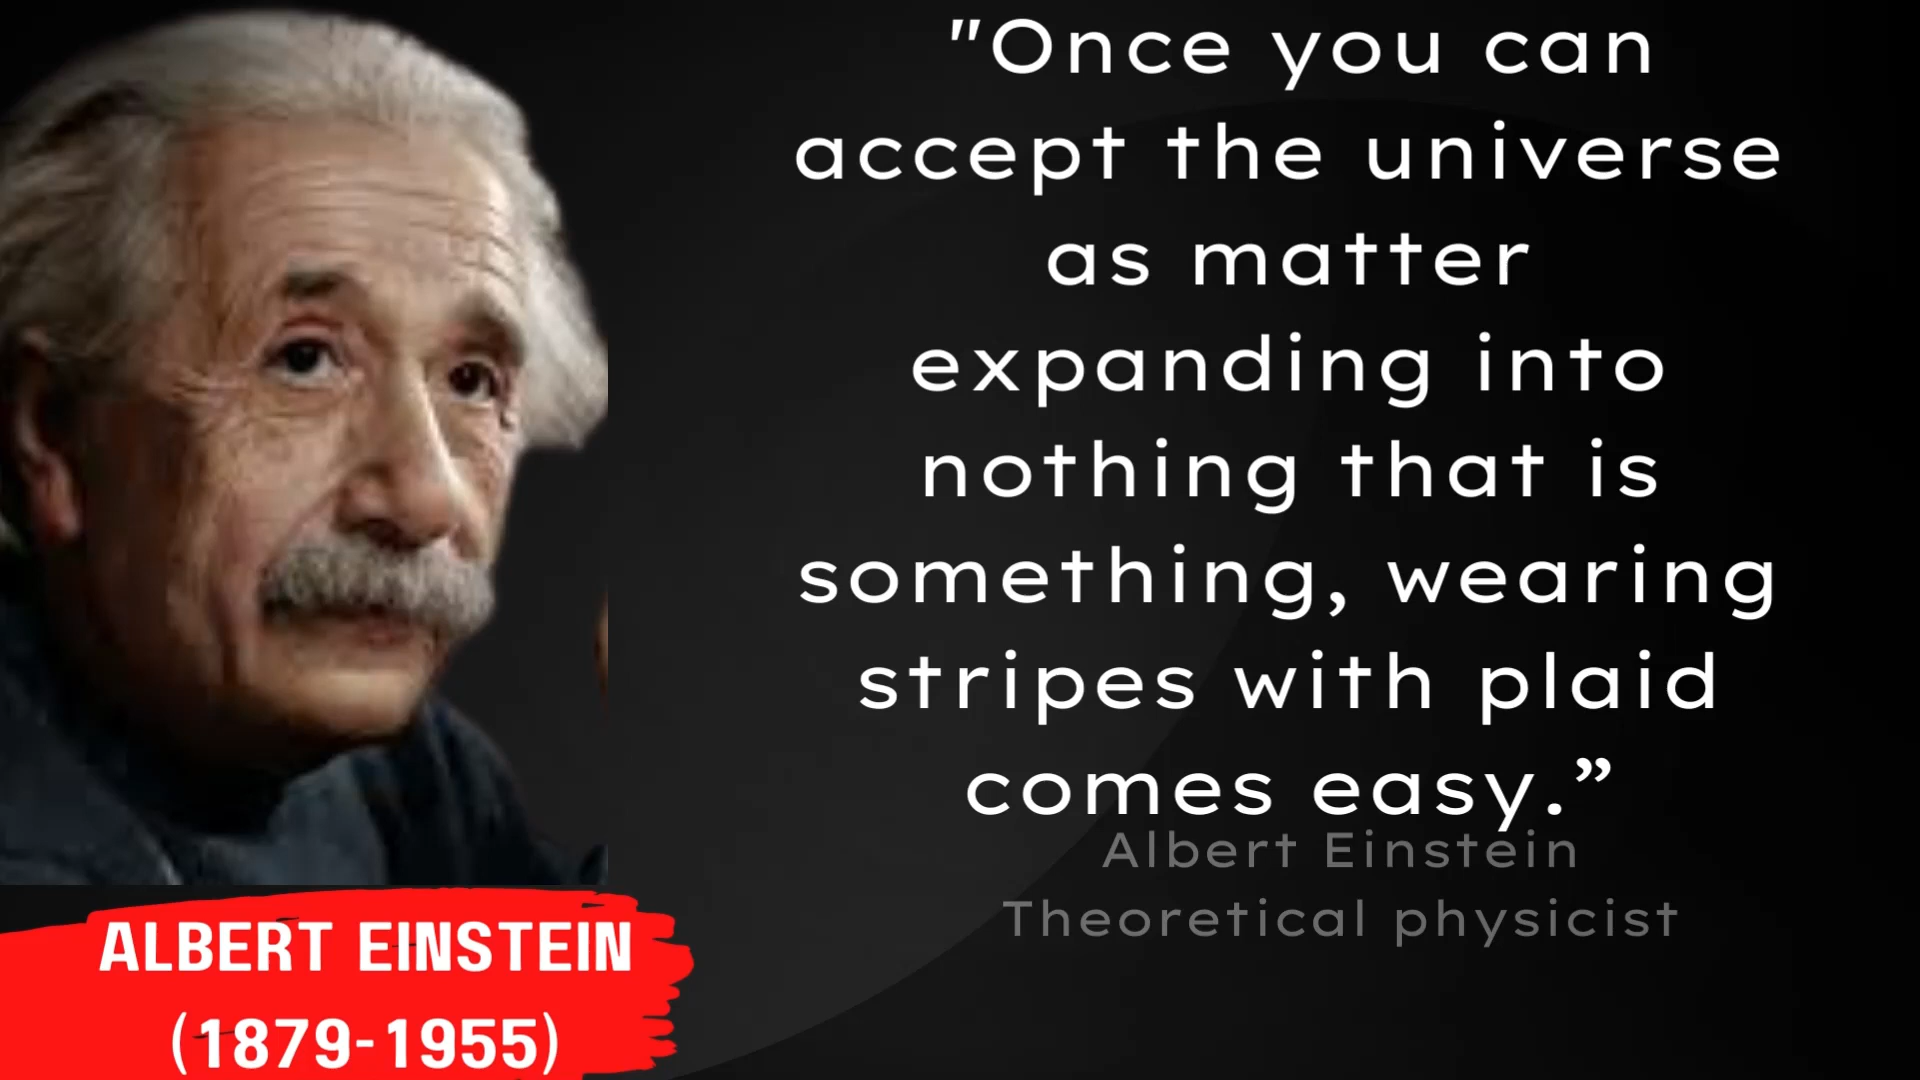 "Once you can
accept the universe
as matter
expanding into
nothing that is
something, wearing
stripes with plaid
comes easy.”
Albert Einstein
Theoretical physicist
ALBERT EINSTEIN
(1879-1955)